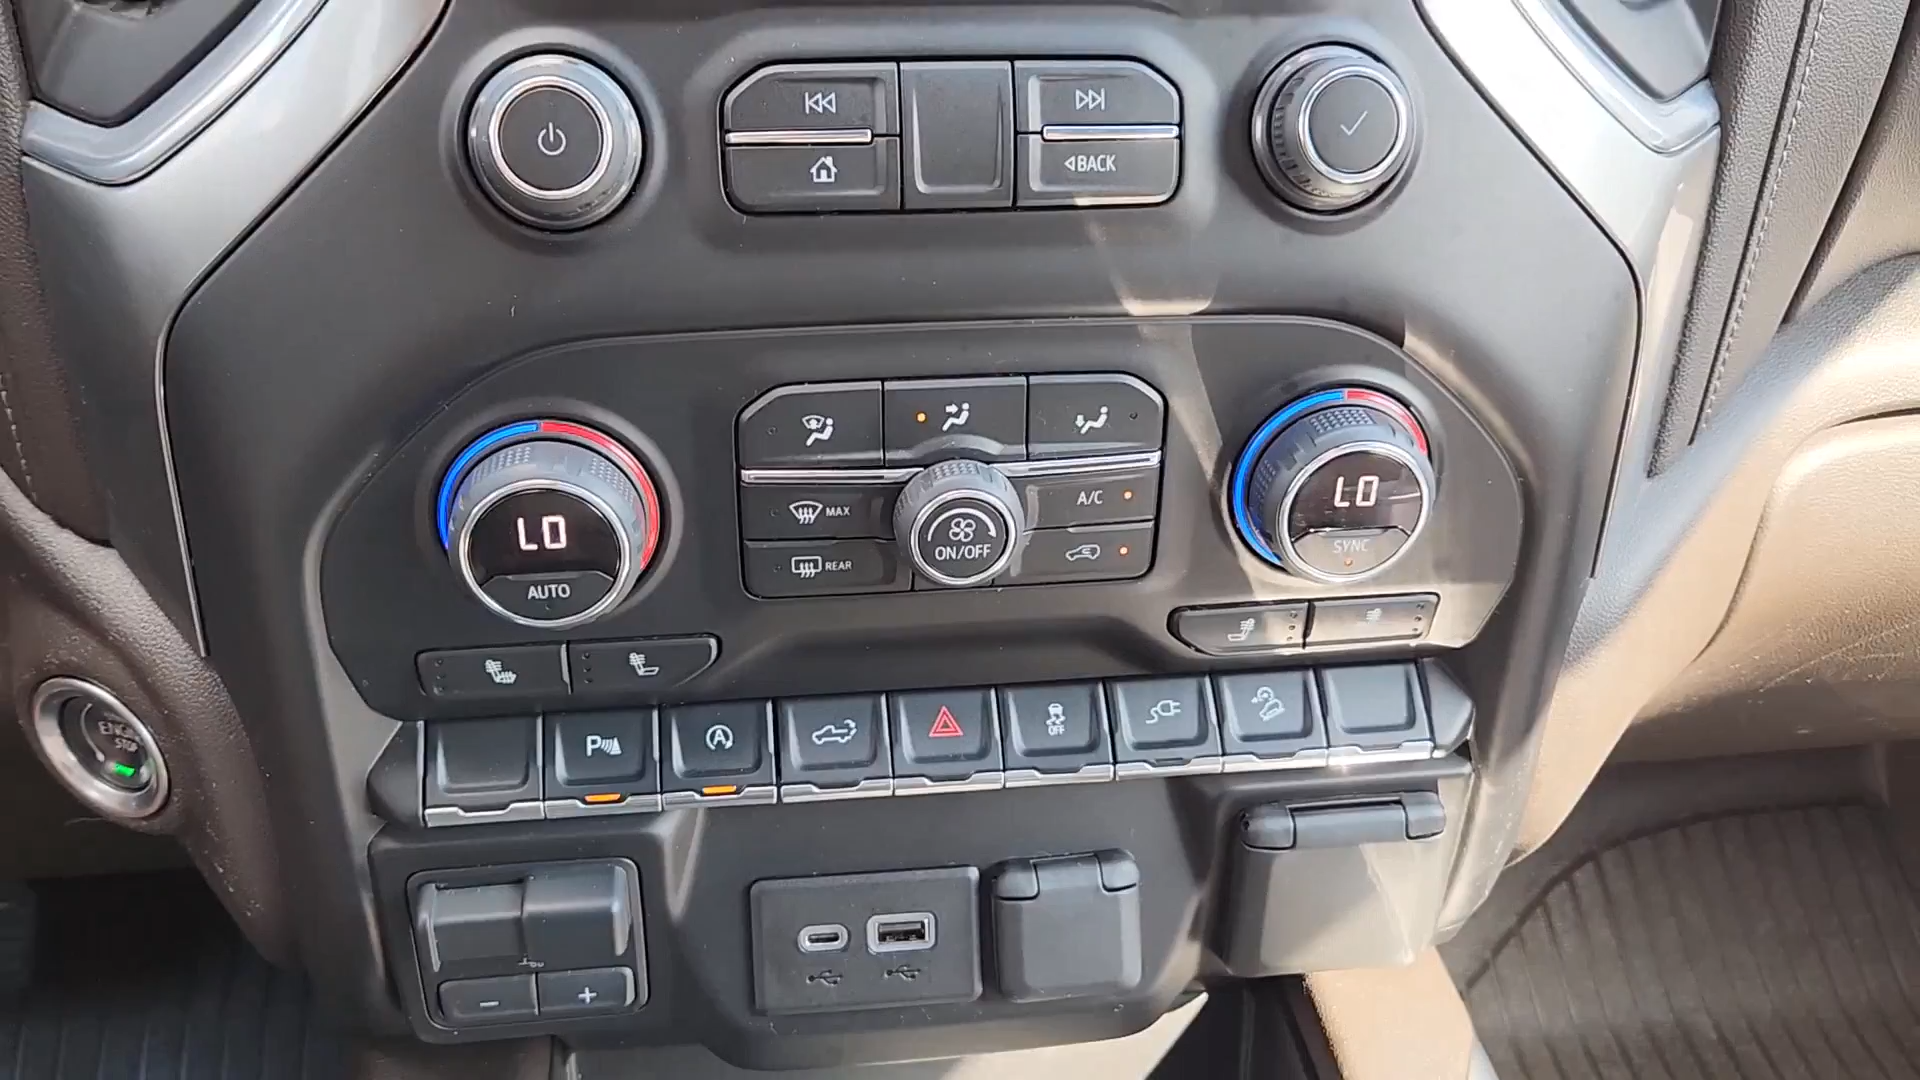 BACK
LO
AUTO
MAX
REAR
ON/OFF
A/C
LO
SYNC
ENGINE
STOP
P
A
OFF
- +